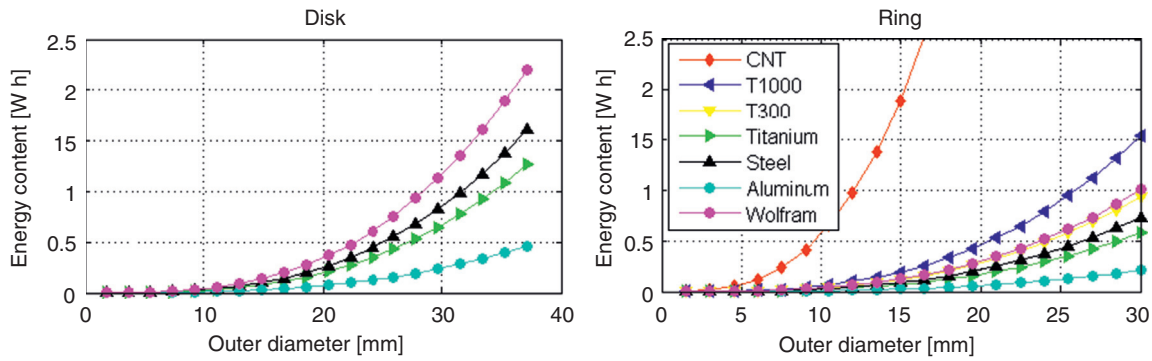 Disk
Energy content [W h]
2.5
2
15
1
0.5
0
0
10
20
30
40
Outer diameter [mm]
Ring
Energy content [W h]
2.5
2
15
1
0.5
0
CNT
T1000
T300
Titanium
Steel
Aluminum
Wolfram
0
5
10
15
20
25
30
Outer diameter [mm]